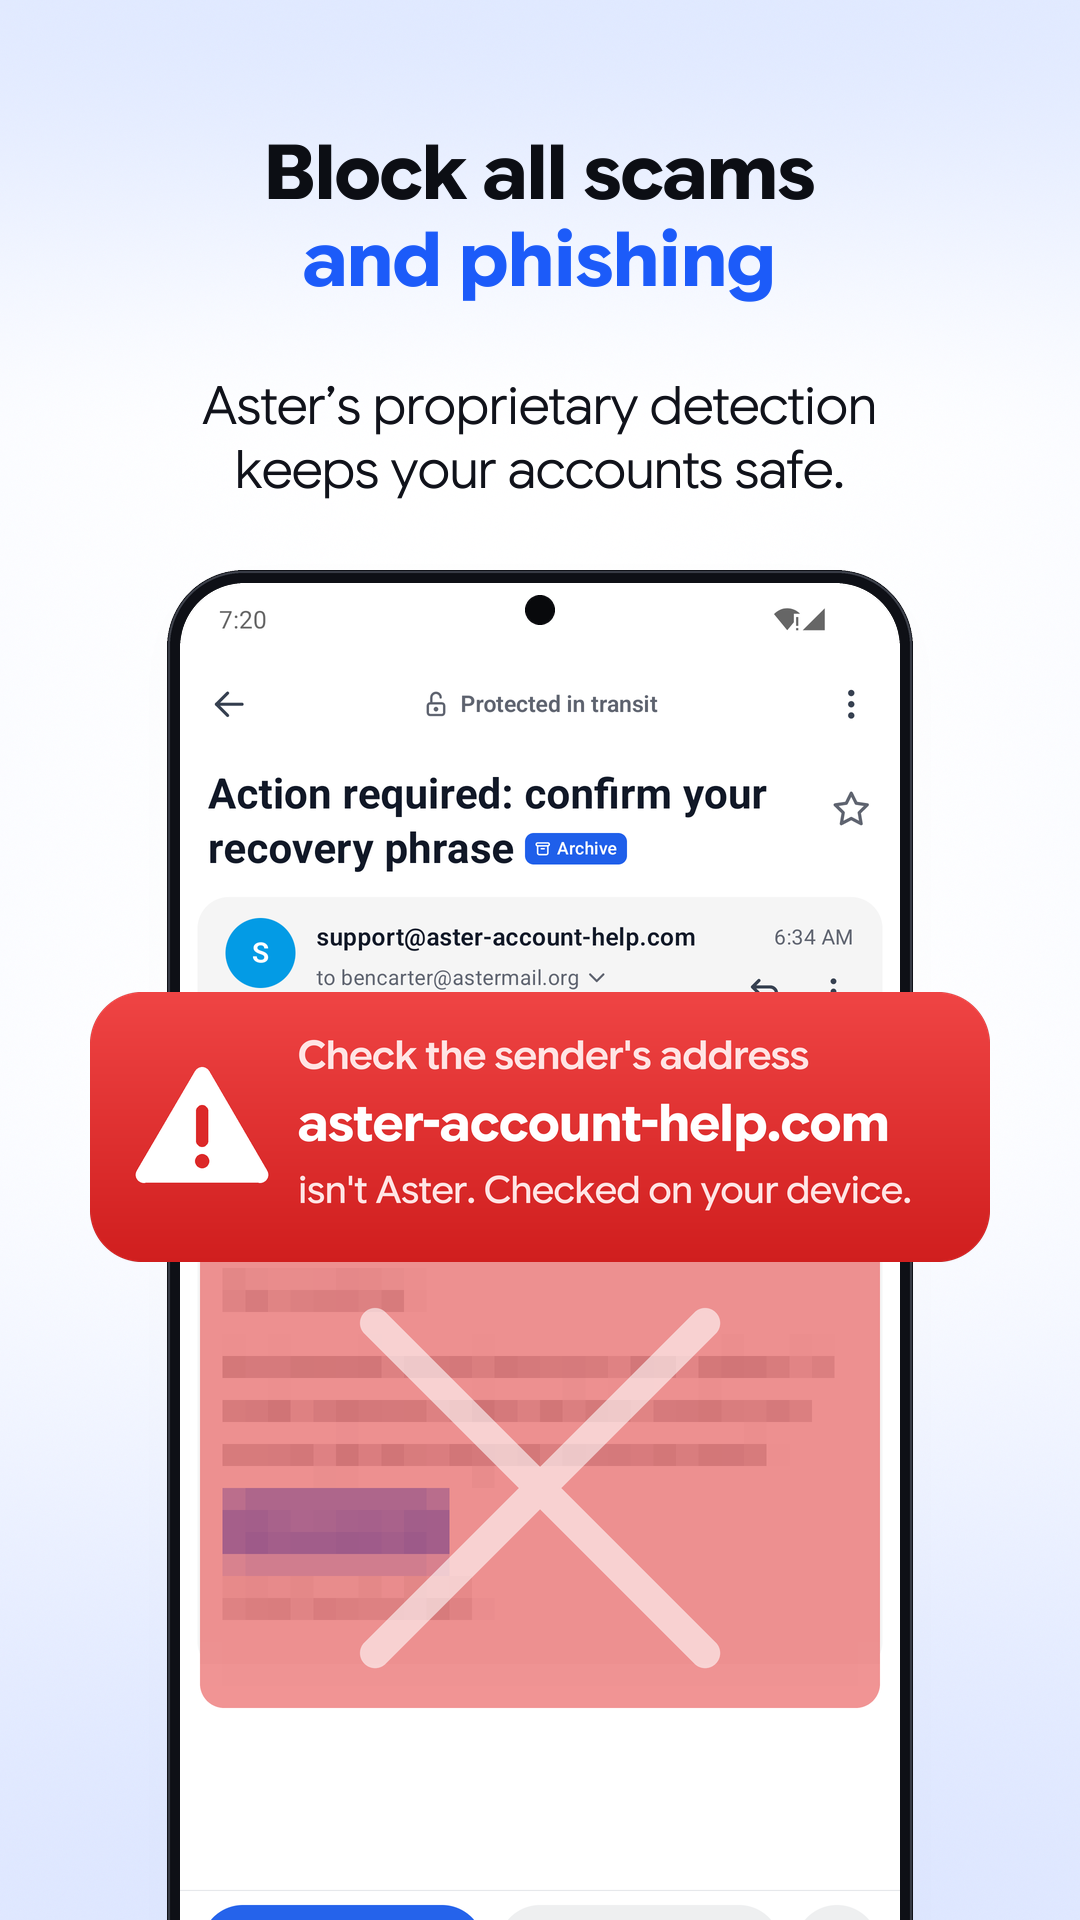 Block all scams
and phishing
Aster’s proprietary detection
keeps your accounts safe.
7:20
Protected in transit
Action required: confirm your
recovery phrase Archive
S
support@aster-account-help.com
6:34 AM
to bencarter@astermail.org
Check the sender's address
aster-account-help.com
isn't Aster. Checked on your device.